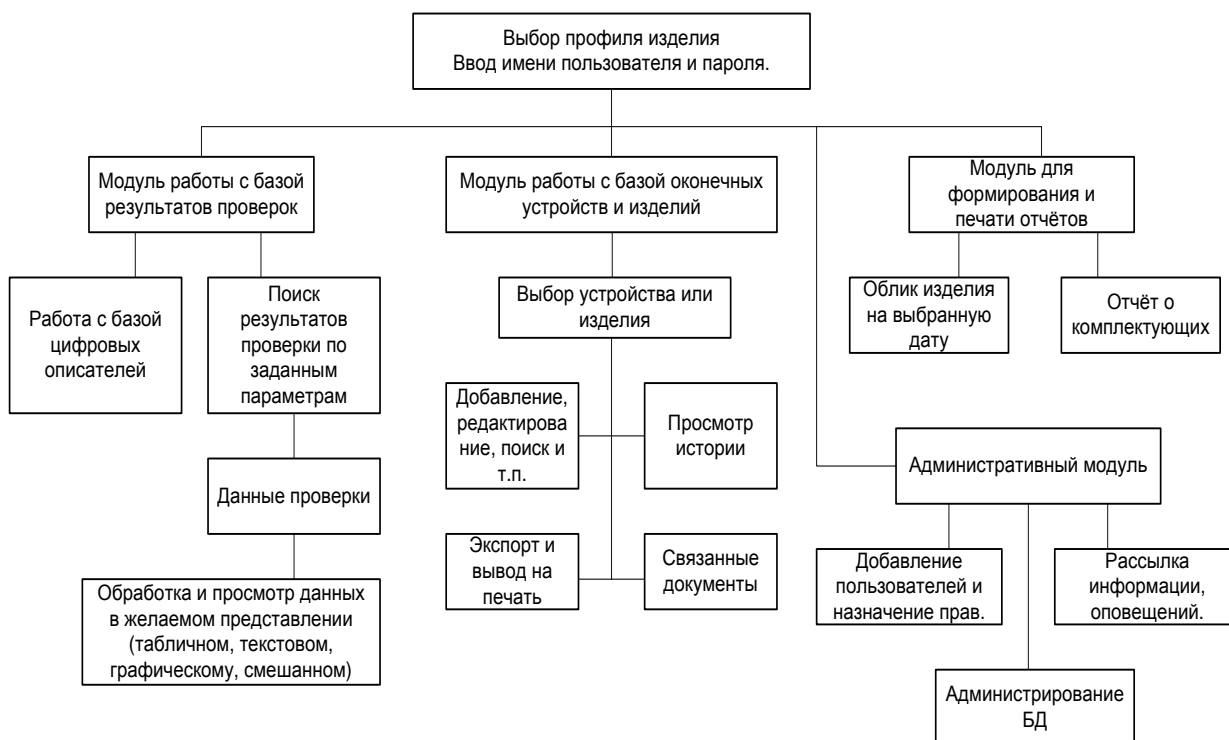 Выбор профиля изделия
Ввод имени пользователя и пароля.
Модуль работы с базой
результатов проверок
Модуль работы с базой оконечных
устройств и изделий
Модуль для
формирования и
печати отчётов
Работа с базой
цифровых
описателей
Поиск
результатов
проверки по
заданным
параметрам
Выбор устройства или
изделия
Облик изделия
на выбранную
дату
Отчёт о
комплектующих
Добавление,
редактирова
ние, поиск и
т.п.
Просмотр
истории
Данные проверки
Административный модуль
Экспорт и
вывод на
печать
Связанные
документы
Добавление
пользователей и
назначение прав.
Рассылка
информации,
оповещений.
Обработка и просмотр данных
в желаемом представлении
(табличном, текстовом,
графическому, смешанном)
Администрирование
БД